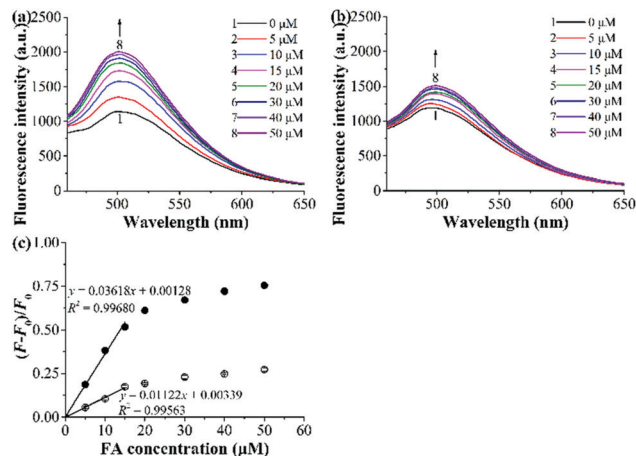 (a)
Fluorescence intensity (a.u.)
2500
2000
1500
1000
500
0
8
1
1 0 μM
2 5 μM
3 10 μM
4 15 μM
5 20 μM
6 30 μM
7 40 μM
8 50 μM
500 550 600 650
Wavelength (nm)
(b)
Fluorescence intensity (a.u.)
2500
2000
1500
1000
500
0
8
1
1 0 μM
2 5 μM
3 10 μM
4 15 μM
5 20 μM
6 30 μM
7 40 μM
8 50 μM
500 550 600 650
Wavelength (nm)
(c)
(F-F0)/F0
1.00
0.75
0.50
0.25
0.00
y = 0.03618x + 0.00128
R² = 0.99680
y = 0.01122x + 0.00339
R² = 0.99563
0 10 20 30 40 50 60
FA concentration (μM)